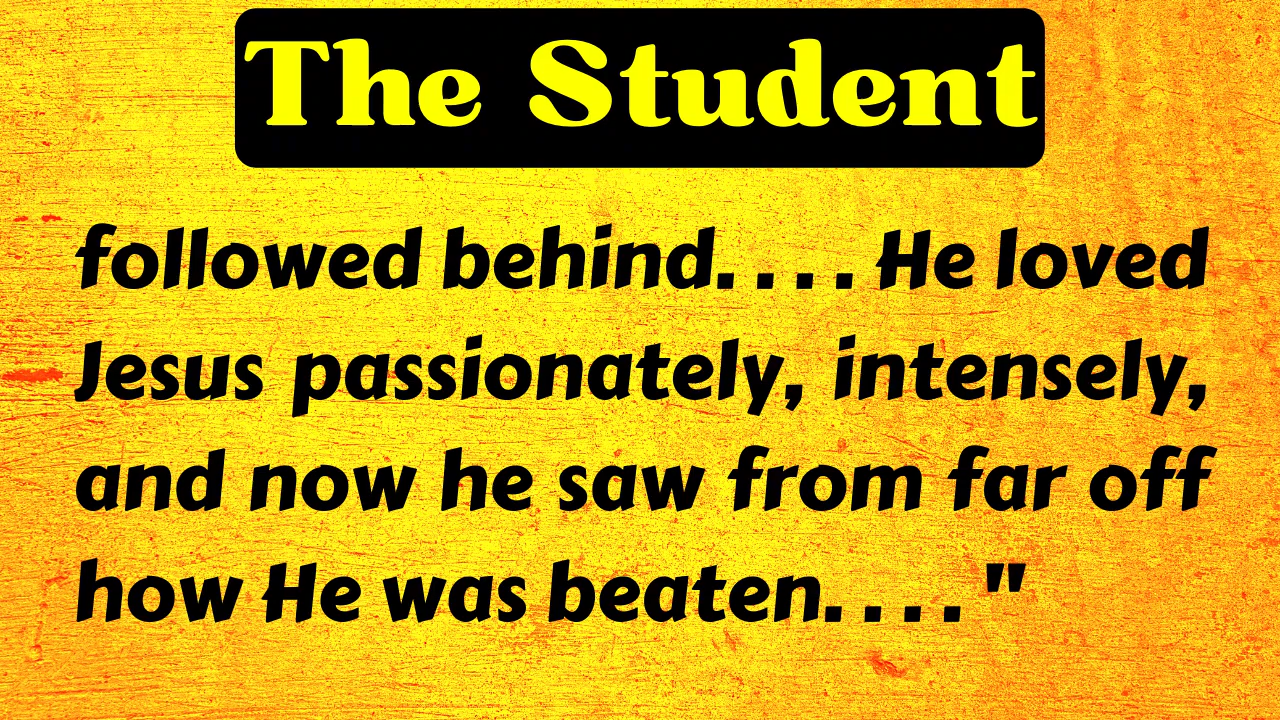 The Student
followed behind. . . . He loved
Jesus passionately, intensely,
and now he saw from far off
how He was beaten. . . . "